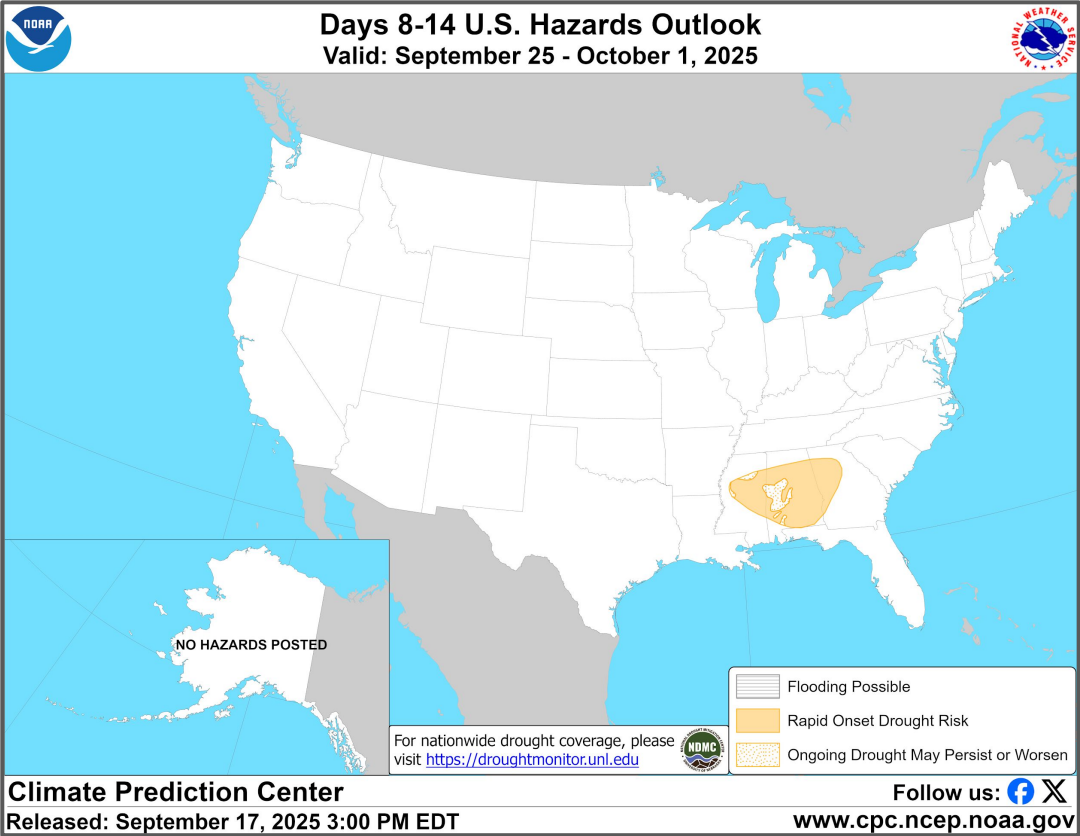 NOAA
Days 8-14 U.S. Hazards Outlook
Valid: September 25 - October 1, 2025
NATIONAL WEATHER SERVICE
NO HAZARDS POSTED
Flooding Possible
Rapid Onset Drought Risk
Ongoing Drought May Persist or Worsen
For nationwide drought coverage, please
visit https://droughtmonitor.unl.edu
NDMC
Climate Prediction Center
Follow us:
Released: September 17, 2025 3:00 PM EDT
www.cpc.ncep.noaa.gov